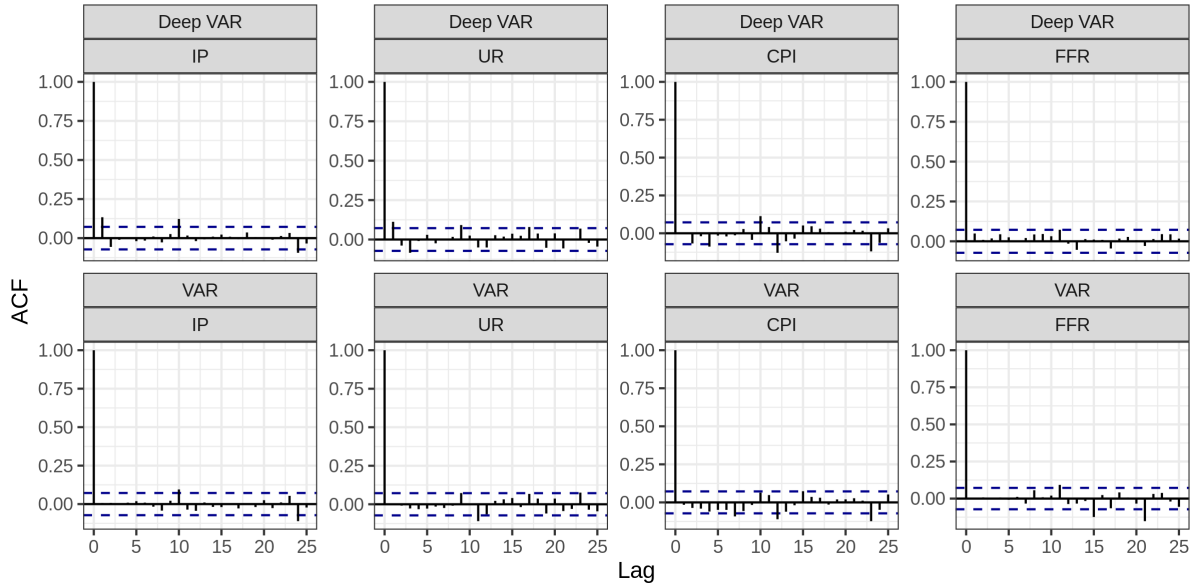 Deep VAR Deep VAR Deep VAR Deep VAR
IP UR CPI FFR
1.00 1.00 1.00 1.00
0.75 0.75 0.75 0.75
0.50 0.50 0.50 0.50
0.25 0.25 0.25 0.25
0.00 0.00 0.00 0.00
ACF
VAR VAR VAR VAR
IP UR CPI FFR
1.00 1.00 1.00 1.00
0.75 0.75 0.75 0.75
0.50 0.50 0.50 0.50
0.25 0.25 0.25 0.25
0.00 0.00 0.00 0.00
0 5 10 15 20 25 0 5 10 15 20 25 0 5 10 15 20 25 0 5 10 15 20 25
Lag